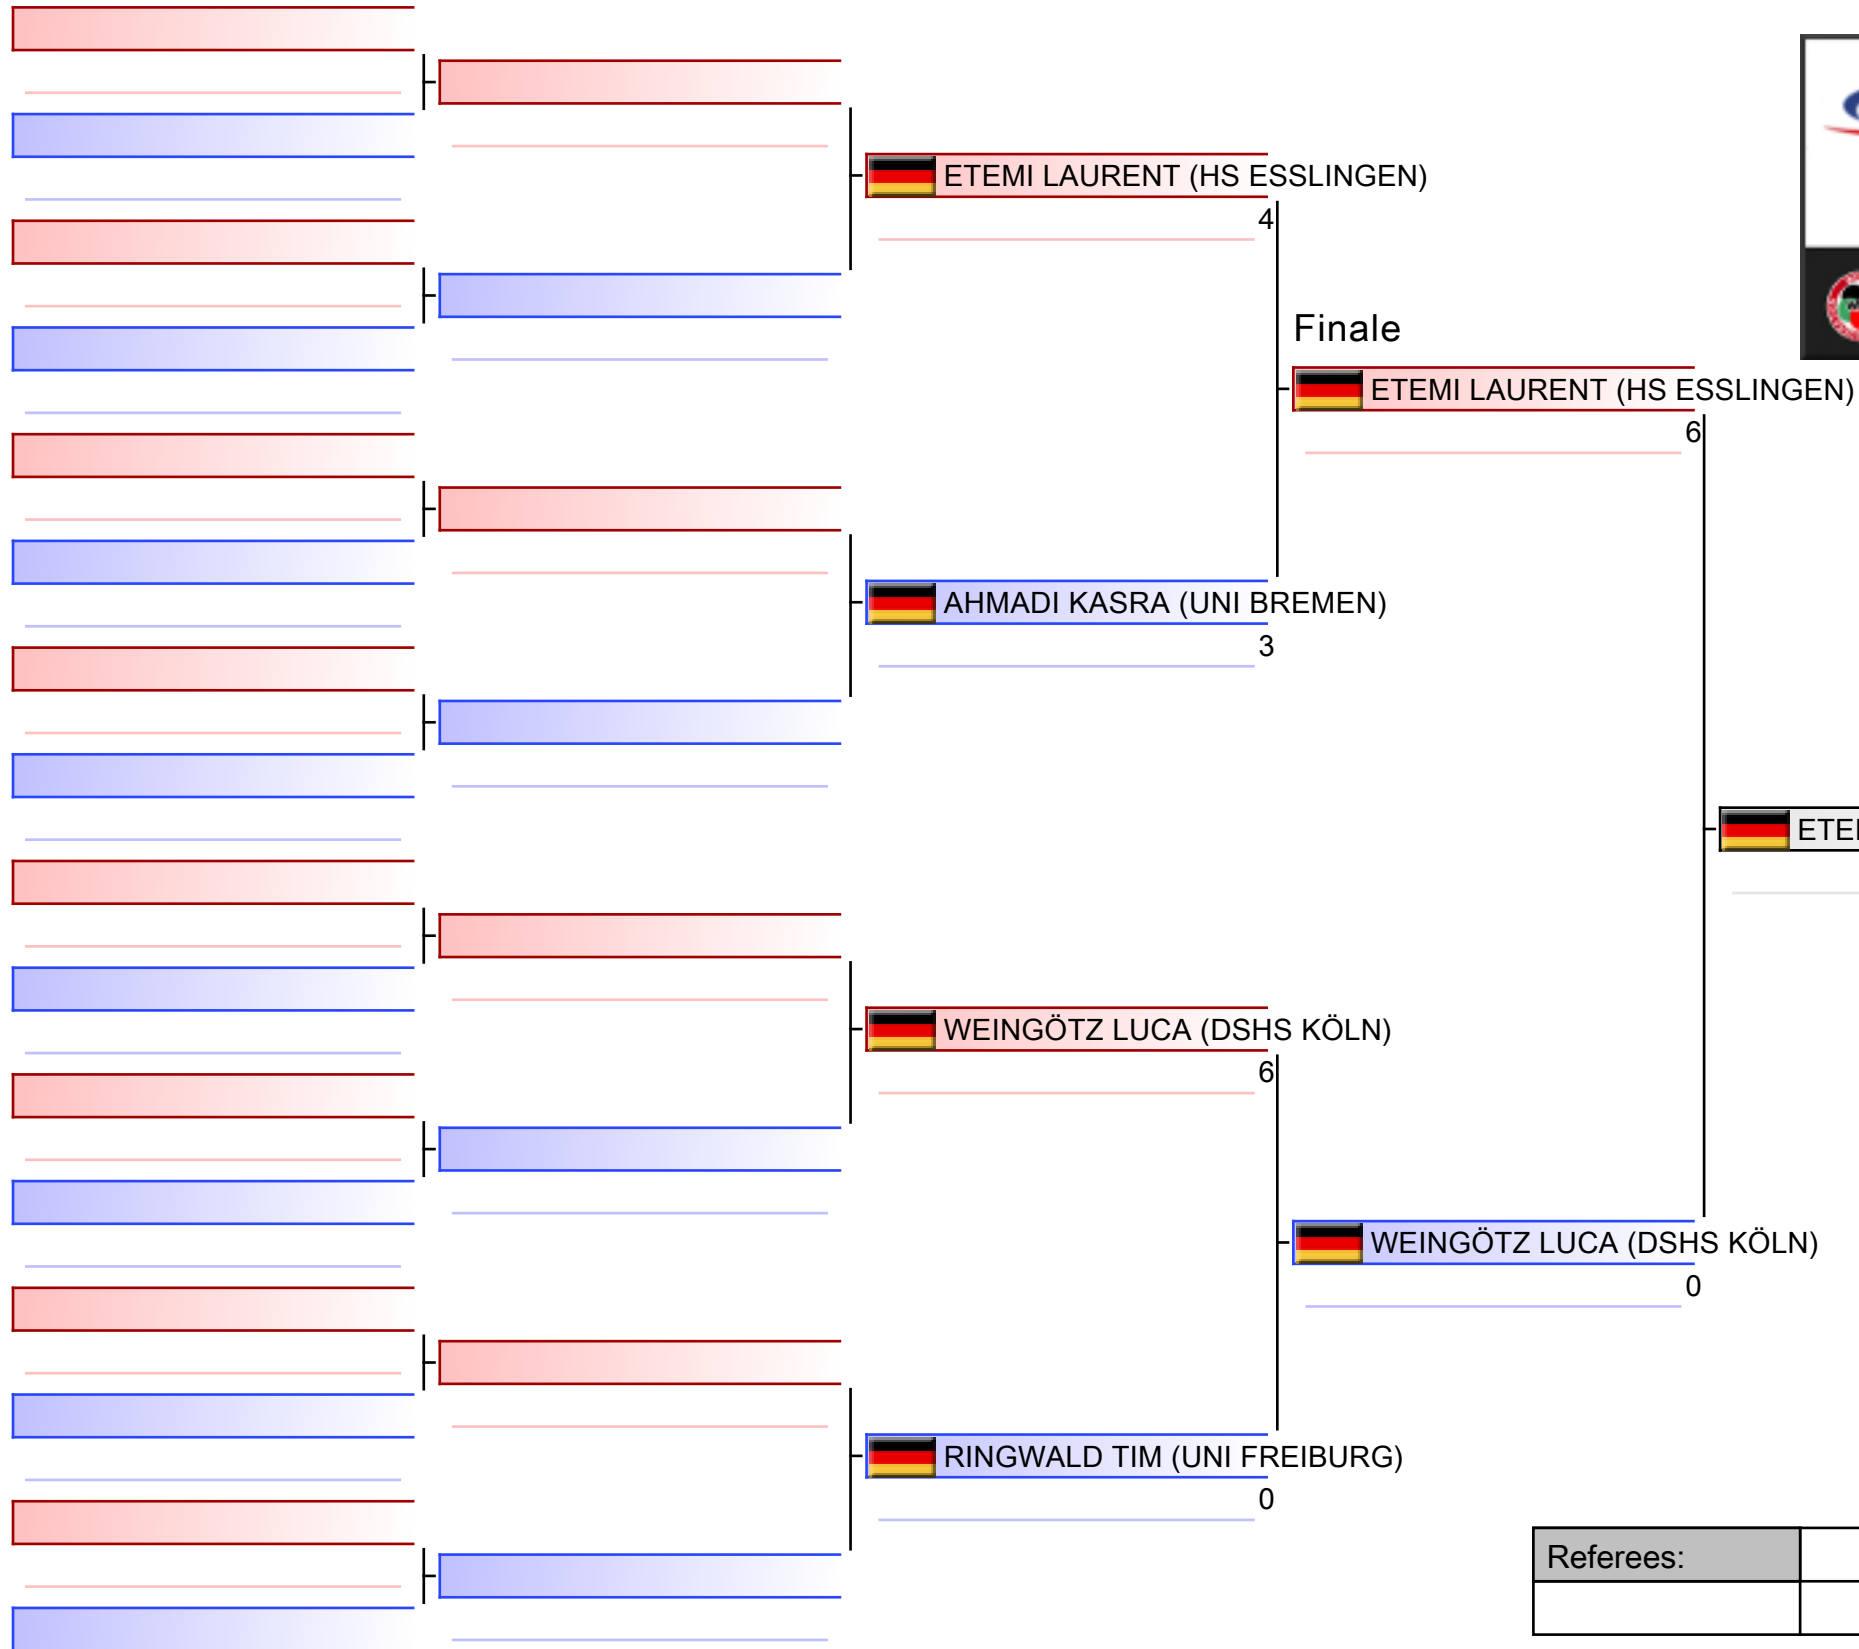 ETEMI LAURENT (HS ESSLINGEN)
4
Finale
ETEMI LAURENT (HS ESSLINGEN)
6
AHMADI KASRA (UNI BREMEN)
3
WEINGÖTZ LUCA (DSHS KÖLN)
6
WEINGÖTZ LUCA (DSHS KÖLN)
0
RINGWALD TIM (UNI FREIBURG)
0
Referees: